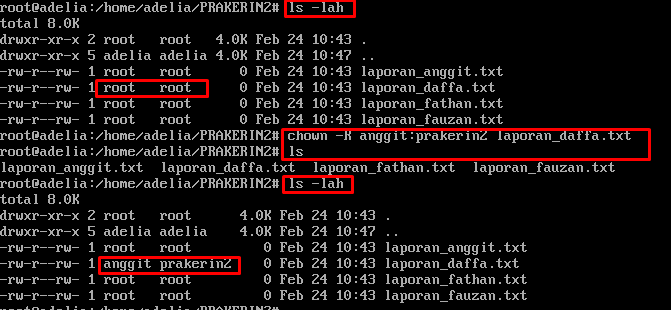 root@adelia:/home/adelia/PRAKERIN2# ls -lah
total 8.0K
drwxr-xr-x 2 root   root   4.0K Feb 24 10:43 .
drwxr-xr-x 5 adelia adelia 4.0K Feb 24 10:47 ..
-rw-r--rw- 1 root   root      0 Feb 24 10:43 laporan_anggit.txt
-rw-r--rw- 1 root   root      0 Feb 24 10:43 laporan_daffa.txt
-rw-r--rw- 1 root   root      0 Feb 24 10:43 laporan_fathan.txt
-rw-r--rw- 1 root   root      0 Feb 24 10:43 laporan_fauzan.txt
root@adelia:/home/adelia/PRAKERIN2# chown -R anggit:prakerin2 laporan_daffa.txt
root@adelia:/home/adelia/PRAKERIN2# ls
laporan_anggit.txt  laporan_daffa.txt  laporan_fathan.txt  laporan_fauzan.txt
root@adelia:/home/adelia/PRAKERIN2# ls -lah
total 8.0K
drwxr-xr-x 2 root   root      4.0K Feb 24 10:43 .
drwxr-xr-x 5 adelia adelia    4.0K Feb 24 10:47 ..
-rw-r--rw- 1 root   root         0 Feb 24 10:43 laporan_anggit.txt
-rw-r--rw- 1 anggit prakerin2    0 Feb 24 10:43 laporan_daffa.txt
-rw-r--rw- 1 root   root         0 Feb 24 10:43 laporan_fathan.txt
-rw-r--rw- 1 root   root         0 Feb 24 10:43 laporan_fauzan.txt
root@adelia:/home/adelia/PRAKERIN2#